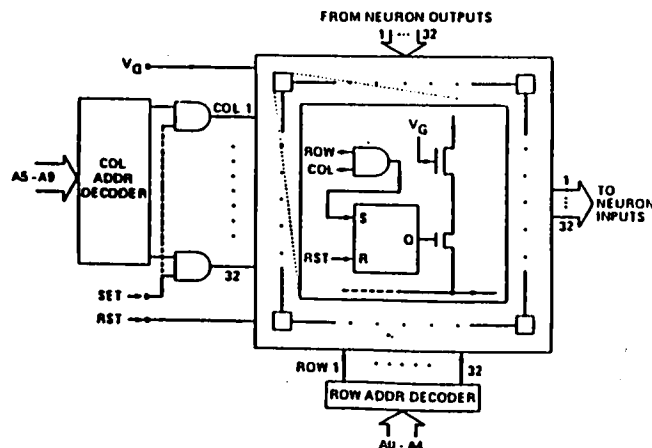 FROM NEURON OUTPUTS
1 ... 32
VG
COL 1
COL
ADDR
DECODER
A5 - A9
32
SET
RST
VG
ROW
COL
S
R
Q
RST
1
32
TO
NEURON
INPUTS
ROW 1
32
ROW ADDR DECODER
A0 - A4